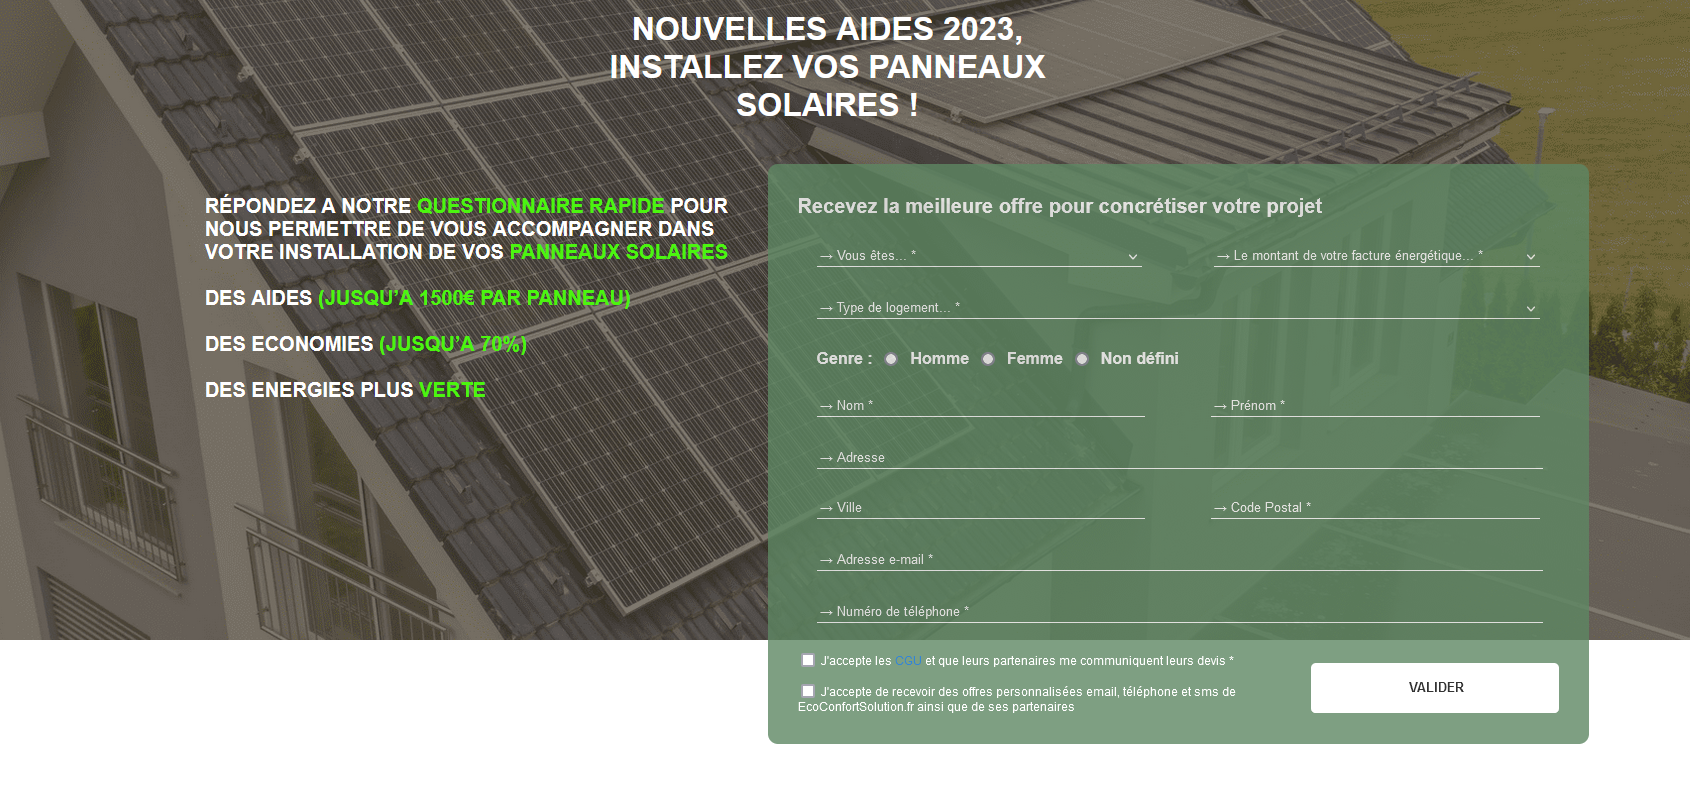 NOUVELLES AIDES 2023,
INSTALLEZ VOS PANNEAUX
SOLAIRES !
RÉPONDEZ A NOTRE QUESTIONNAIRE RAPIDE POUR
NOUS PERMETTRE DE VOUS ACCOMPAGNER DANS
VOTRE INSTALLATION DE VOS PANNEAUX SOLAIRES
DES AIDES (JUSQU’A 1500€ PAR PANNEAU)
DES ECONOMIES (JUSQU’A 70%)
DES ENERGIES PLUS VERTE
Recevez la meilleure offre pour concrétiser votre projet
→ Vous êtes... *
→ Le montant de votre facture énergétique... *
→ Type de logement... *
Genre : Homme Femme Non défini
→ Nom *
→ Prénom *
→ Adresse
→ Ville
→ Code Postal *
→ Adresse e-mail *
→ Numéro de téléphone *
J'accepte les CGU et que leurs partenaires me communiquent leurs devis *
J'accepte de recevoir des offres personnalisées email, téléphone et sms de
EcoConfortSolution.fr ainsi que de ses partenaires
VALIDER